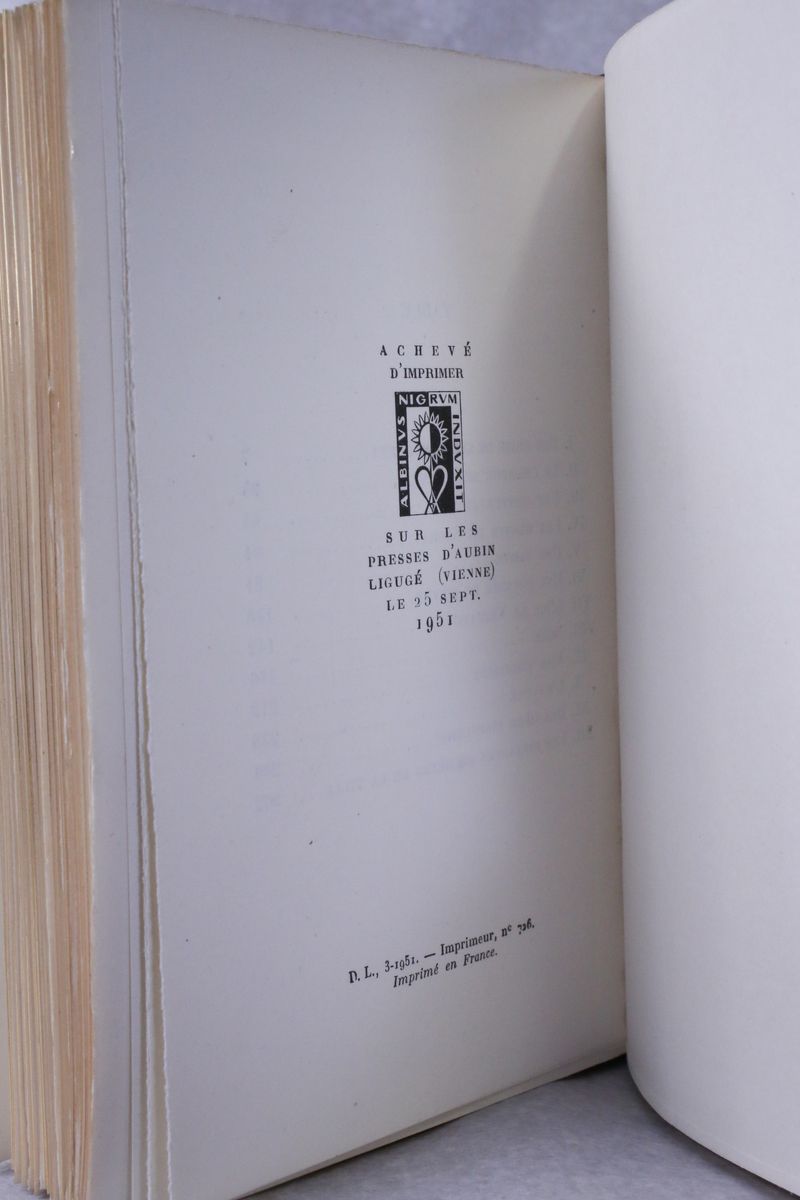 ACHEVÉ
D'IMPRIMER
ALBINVS NIGRVM INDVXIT
SUR LES
PRESSES D'AUBIN
LIGUGÉ (VIENNE)
LE 25 SEPT.
1951
D. L., 3-1951. — Imprimeur, nº 726.
Imprimé en France.